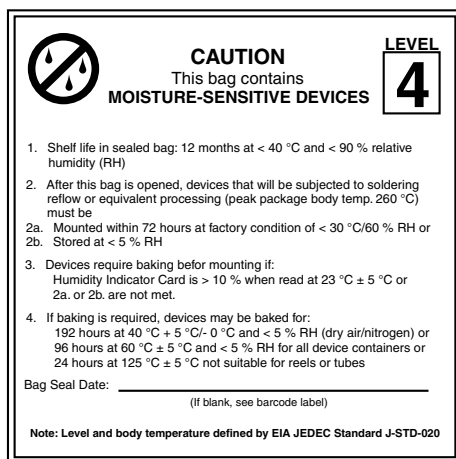 CAUTION
This bag contains
MOISTURE-SENSITIVE DEVICES
LEVEL
4
1. Shelf life in sealed bag: 12 months at < 40 °C and < 90 % relative
humidity (RH)
2. After this bag is opened, devices that will be subjected to soldering
reflow or equivalent processing (peak package body temp. 260 °C)
must be
2a. Mounted within 72 hours at factory condition of < 30 °C/60 % RH or
2b. Stored at < 5 % RH
3. Devices require baking befor mounting if:
Humidity Indicator Card is > 10 % when read at 23 °C ± 5 °C or
2a. or 2b. are not met.
4. If baking is required, devices may be baked for:
192 hours at 40 °C + 5 °C/- 0 °C and < 5 % RH (dry air/nitrogen) or
96 hours at 60 °C ± 5 °C and < 5 % RH for all device containers or
24 hours at 125 °C ± 5 °C not suitable for reels or tubes
Bag Seal Date:
(If blank, see barcode label)
Note: Level and body temperature defined by EIA JEDEC Standard J-STD-020